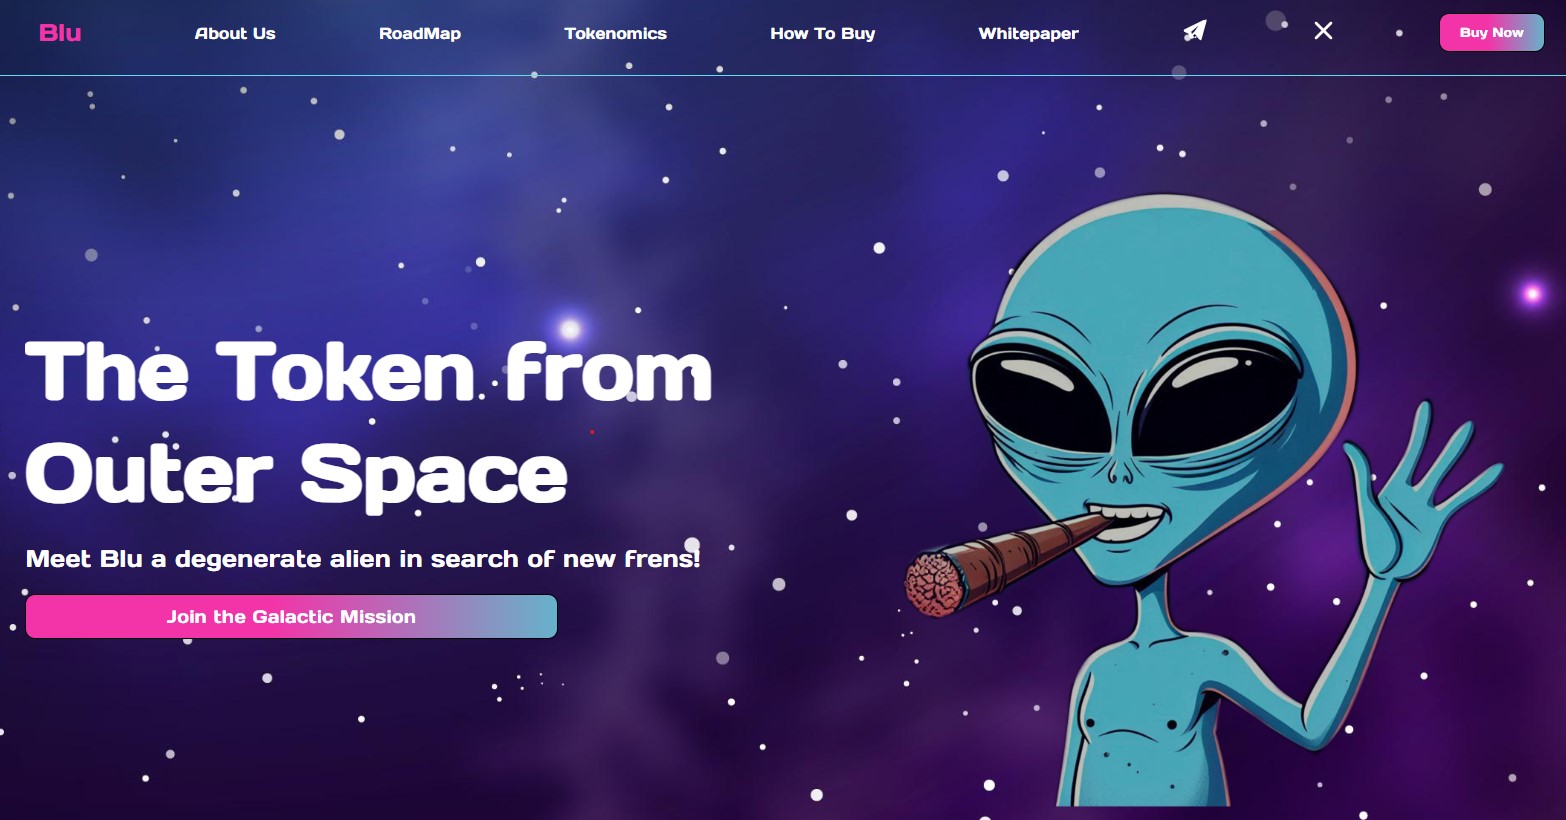 Blu
About Us
RoadMap
Tokenomics
How To Buy
Whitepaper
Buy Now
The Token from
Outer Space
Meet Blu a degenerate alien in search of new frens!
Join the Galactic Mission